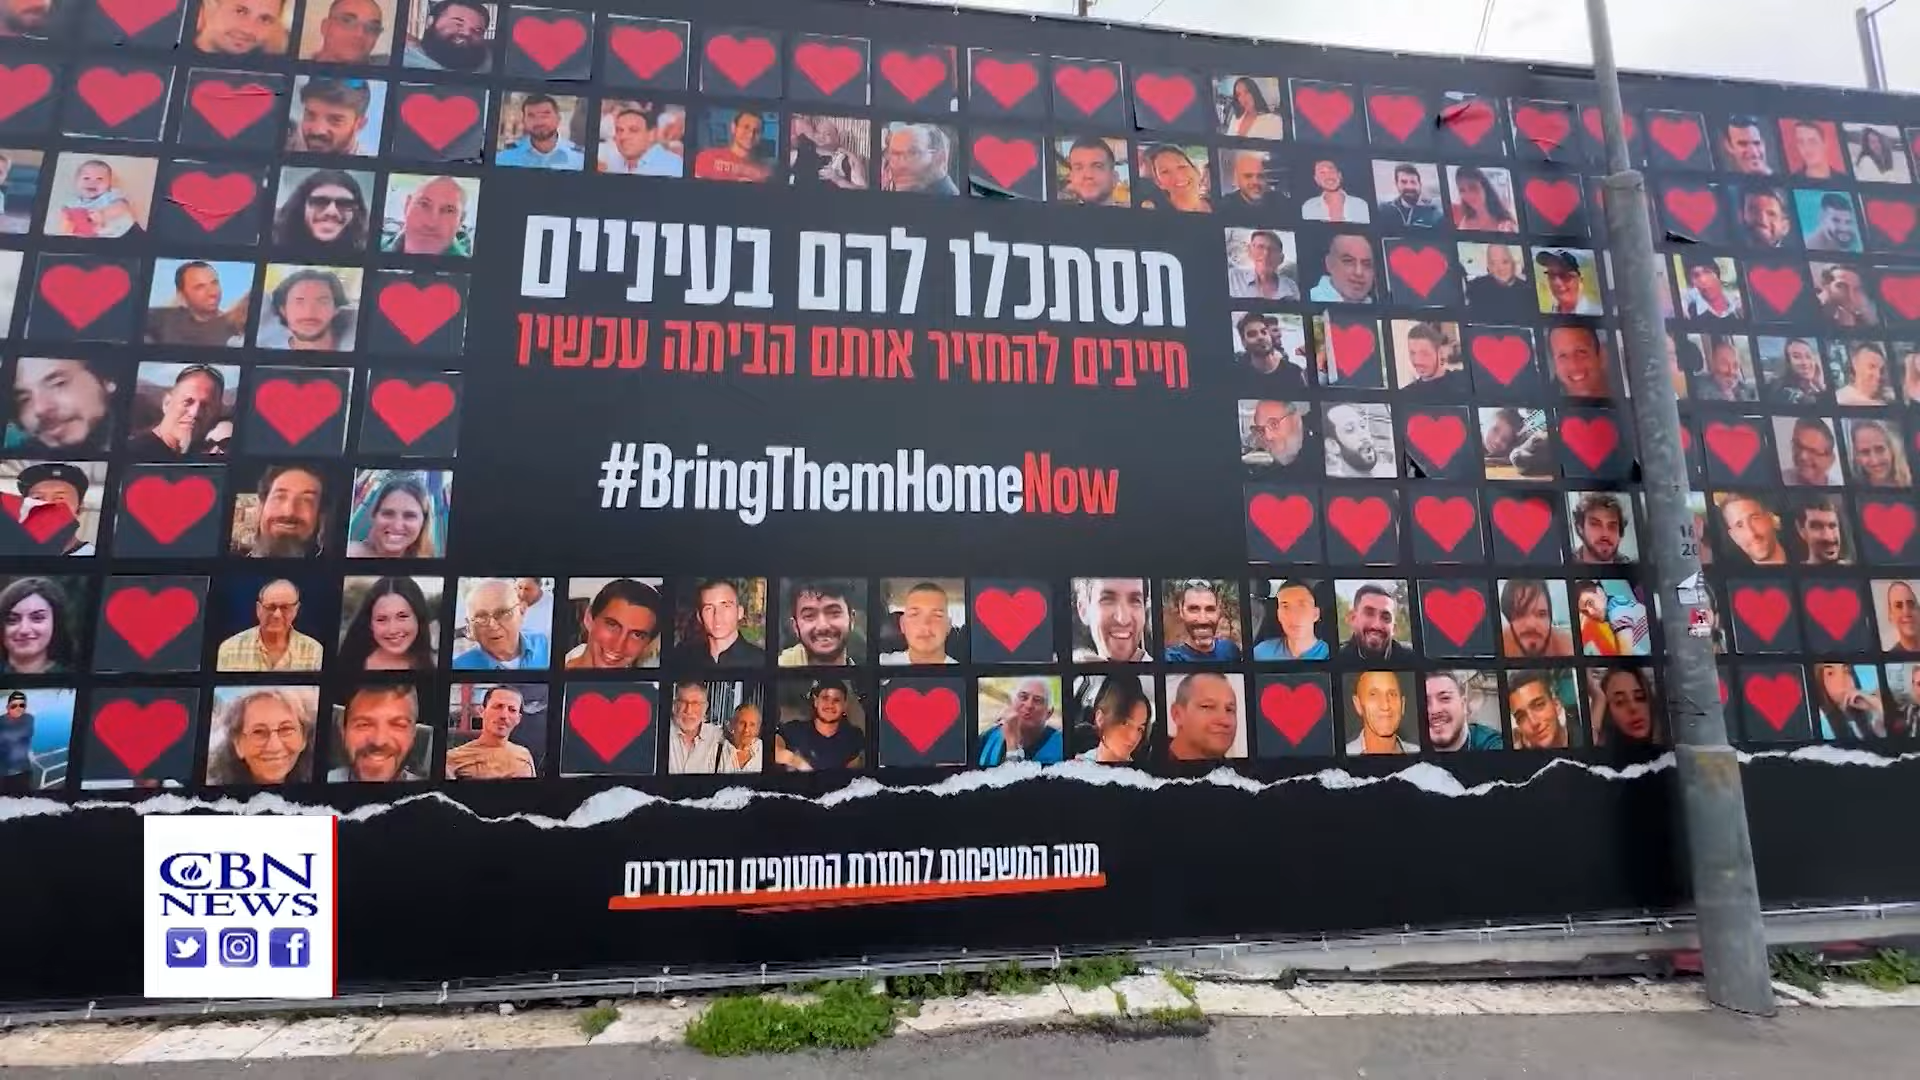 תסתכלו להם בעיניים
חייבים להחזיר אותם הביתה עכשיו
#BringThemHomeNow
מטה המשפחות להחזרת החטופים והנעדרים
CBN
NEWS